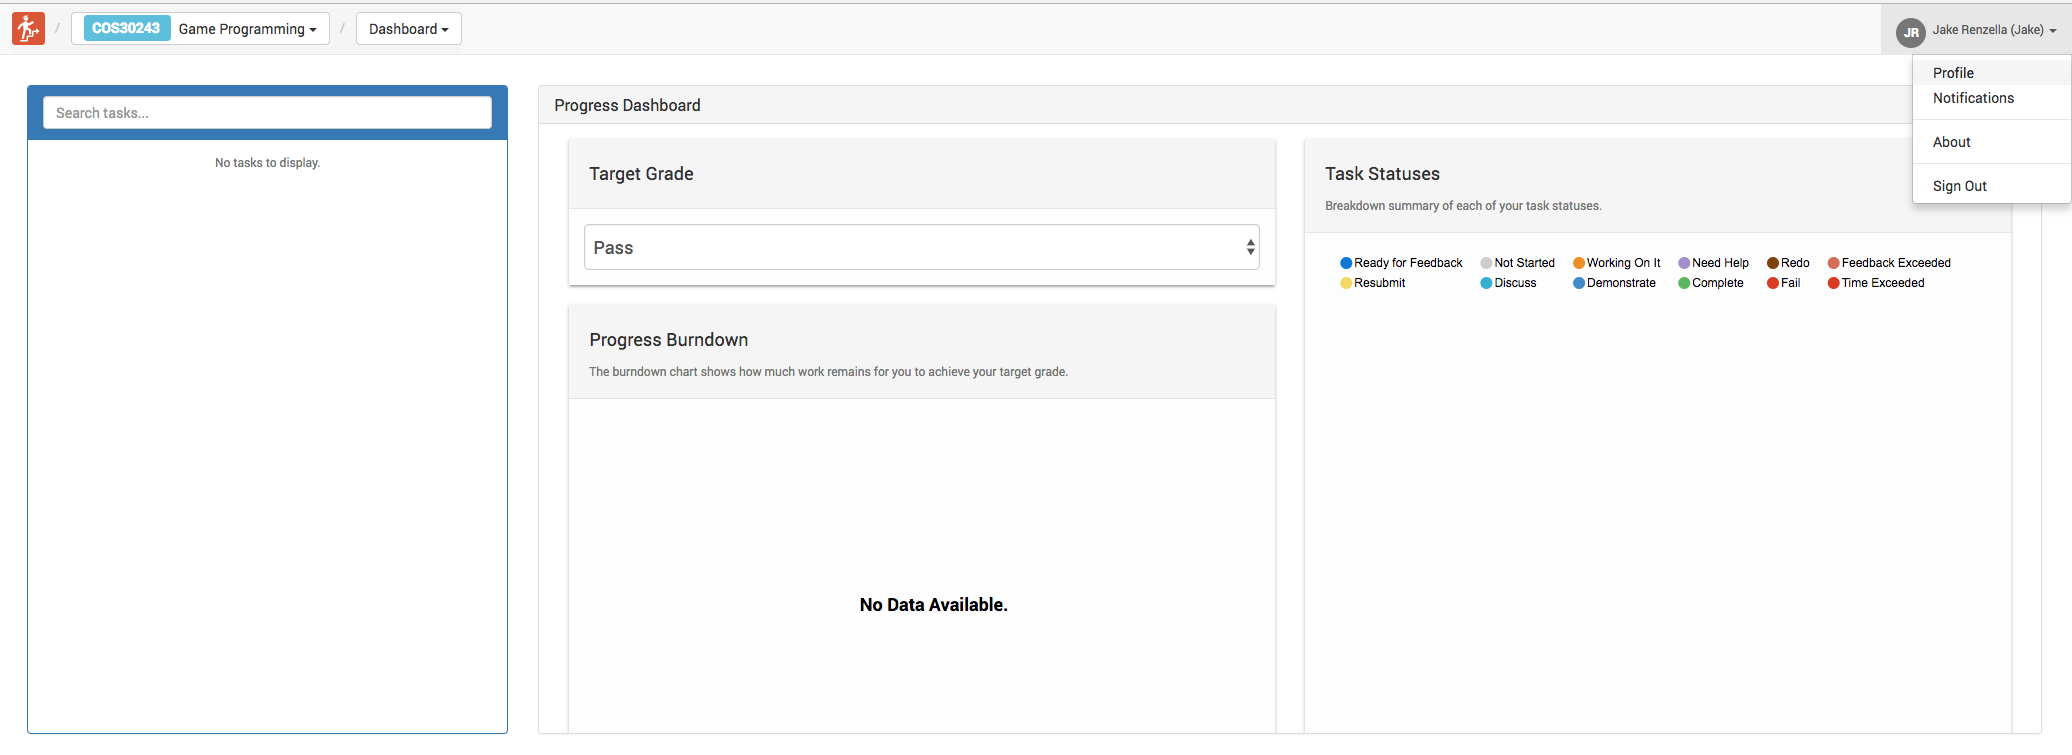 / COS30243 Game Programming / Dashboard
JR Jake Renzella (Jake)
Profile
Notifications
About
Sign Out
Search tasks...
No tasks to display.
Progress Dashboard
Target Grade
Pass
Progress Burndown
The burndown chart shows how much work remains for you to achieve your target grade.
No Data Available.
Task Statuses
Breakdown summary of each of your task statuses.
Ready for Feedback Not Started Working On It Need Help Redo Feedback Exceeded
Resubmit Discuss Demonstrate Complete Fail Time Exceeded